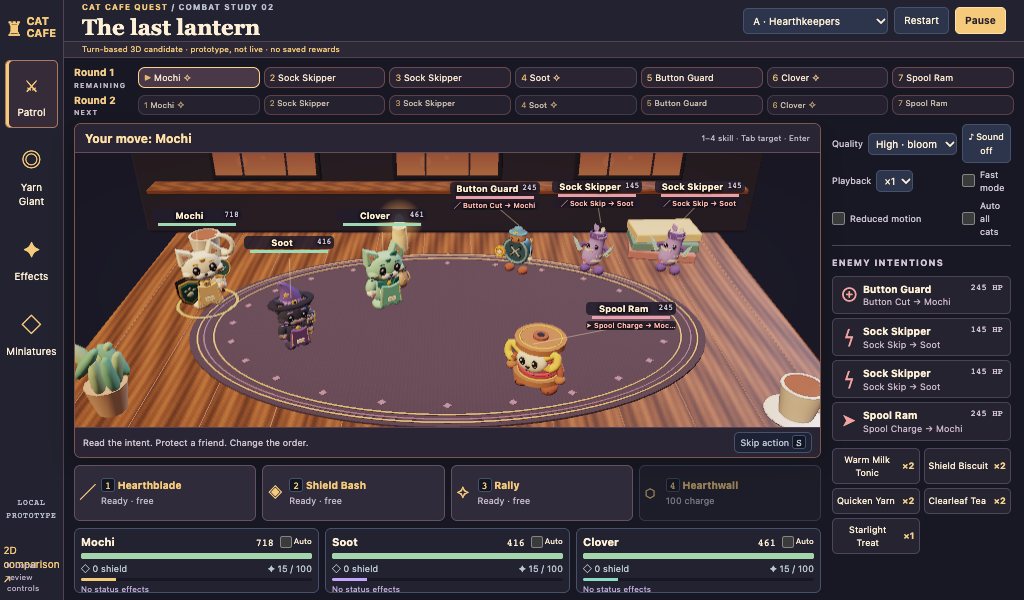 CAT CAFE
CAT CAFE QUEST / COMBAT STUDY 02
The last lantern
A · Hearthkeepers
Restart
Pause
Turn-based 3D candidate · prototype, not live · no saved rewards
Patrol
Yarn Giant
Effects
Miniatures
LOCAL PROTOTYPE
2D comparison
review controls
Round 1
REMAINING
Mochi
2 Sock Skipper
3 Sock Skipper
4 Soot
5 Button Guard
6 Clover
7 Spool Ram
Round 2
NEXT
1 Mochi
2 Sock Skipper
3 Sock Skipper
4 Soot
5 Button Guard
6 Clover
7 Spool Ram
Your move: Mochi
1–4 skill · Tab target · Enter
Button Guard 245
Button Cut → Mochi
Sock Skipper 145
Sock Skip → Soot
Sock Skipper 145
Sock Skip → Soot
Mochi 718
Clover 461
Soot 416
Spool Ram 245
Spool Charge → Moc...
Read the intent. Protect a friend. Change the order.
Skip action S
1 Hearthblade
Ready · free
2 Shield Bash
Ready · free
3 Rally
Ready · free
4 Hearthwall
100 charge
Mochi 718 Auto
0 shield 15 / 100
No status effects
Soot 416 Auto
0 shield 15 / 100
No status effects
Clover 461 Auto
0 shield 15 / 100
No status effects
Quality High · bloom
♪ Sound off
Playback x1
Fast mode
Reduced motion
Auto all cats
ENEMY INTENTIONS
Button Guard 245 HP
Button Cut → Mochi
Sock Skipper 145 HP
Sock Skip → Soot
Sock Skipper 145 HP
Sock Skip → Soot
Spool Ram 245 HP
Spool Charge → Mochi
Warm Milk Tonic ×2
Shield Biscuit ×2
Quicken Yarn ×2
Clearleaf Tea ×2
Starlight Treat ×1